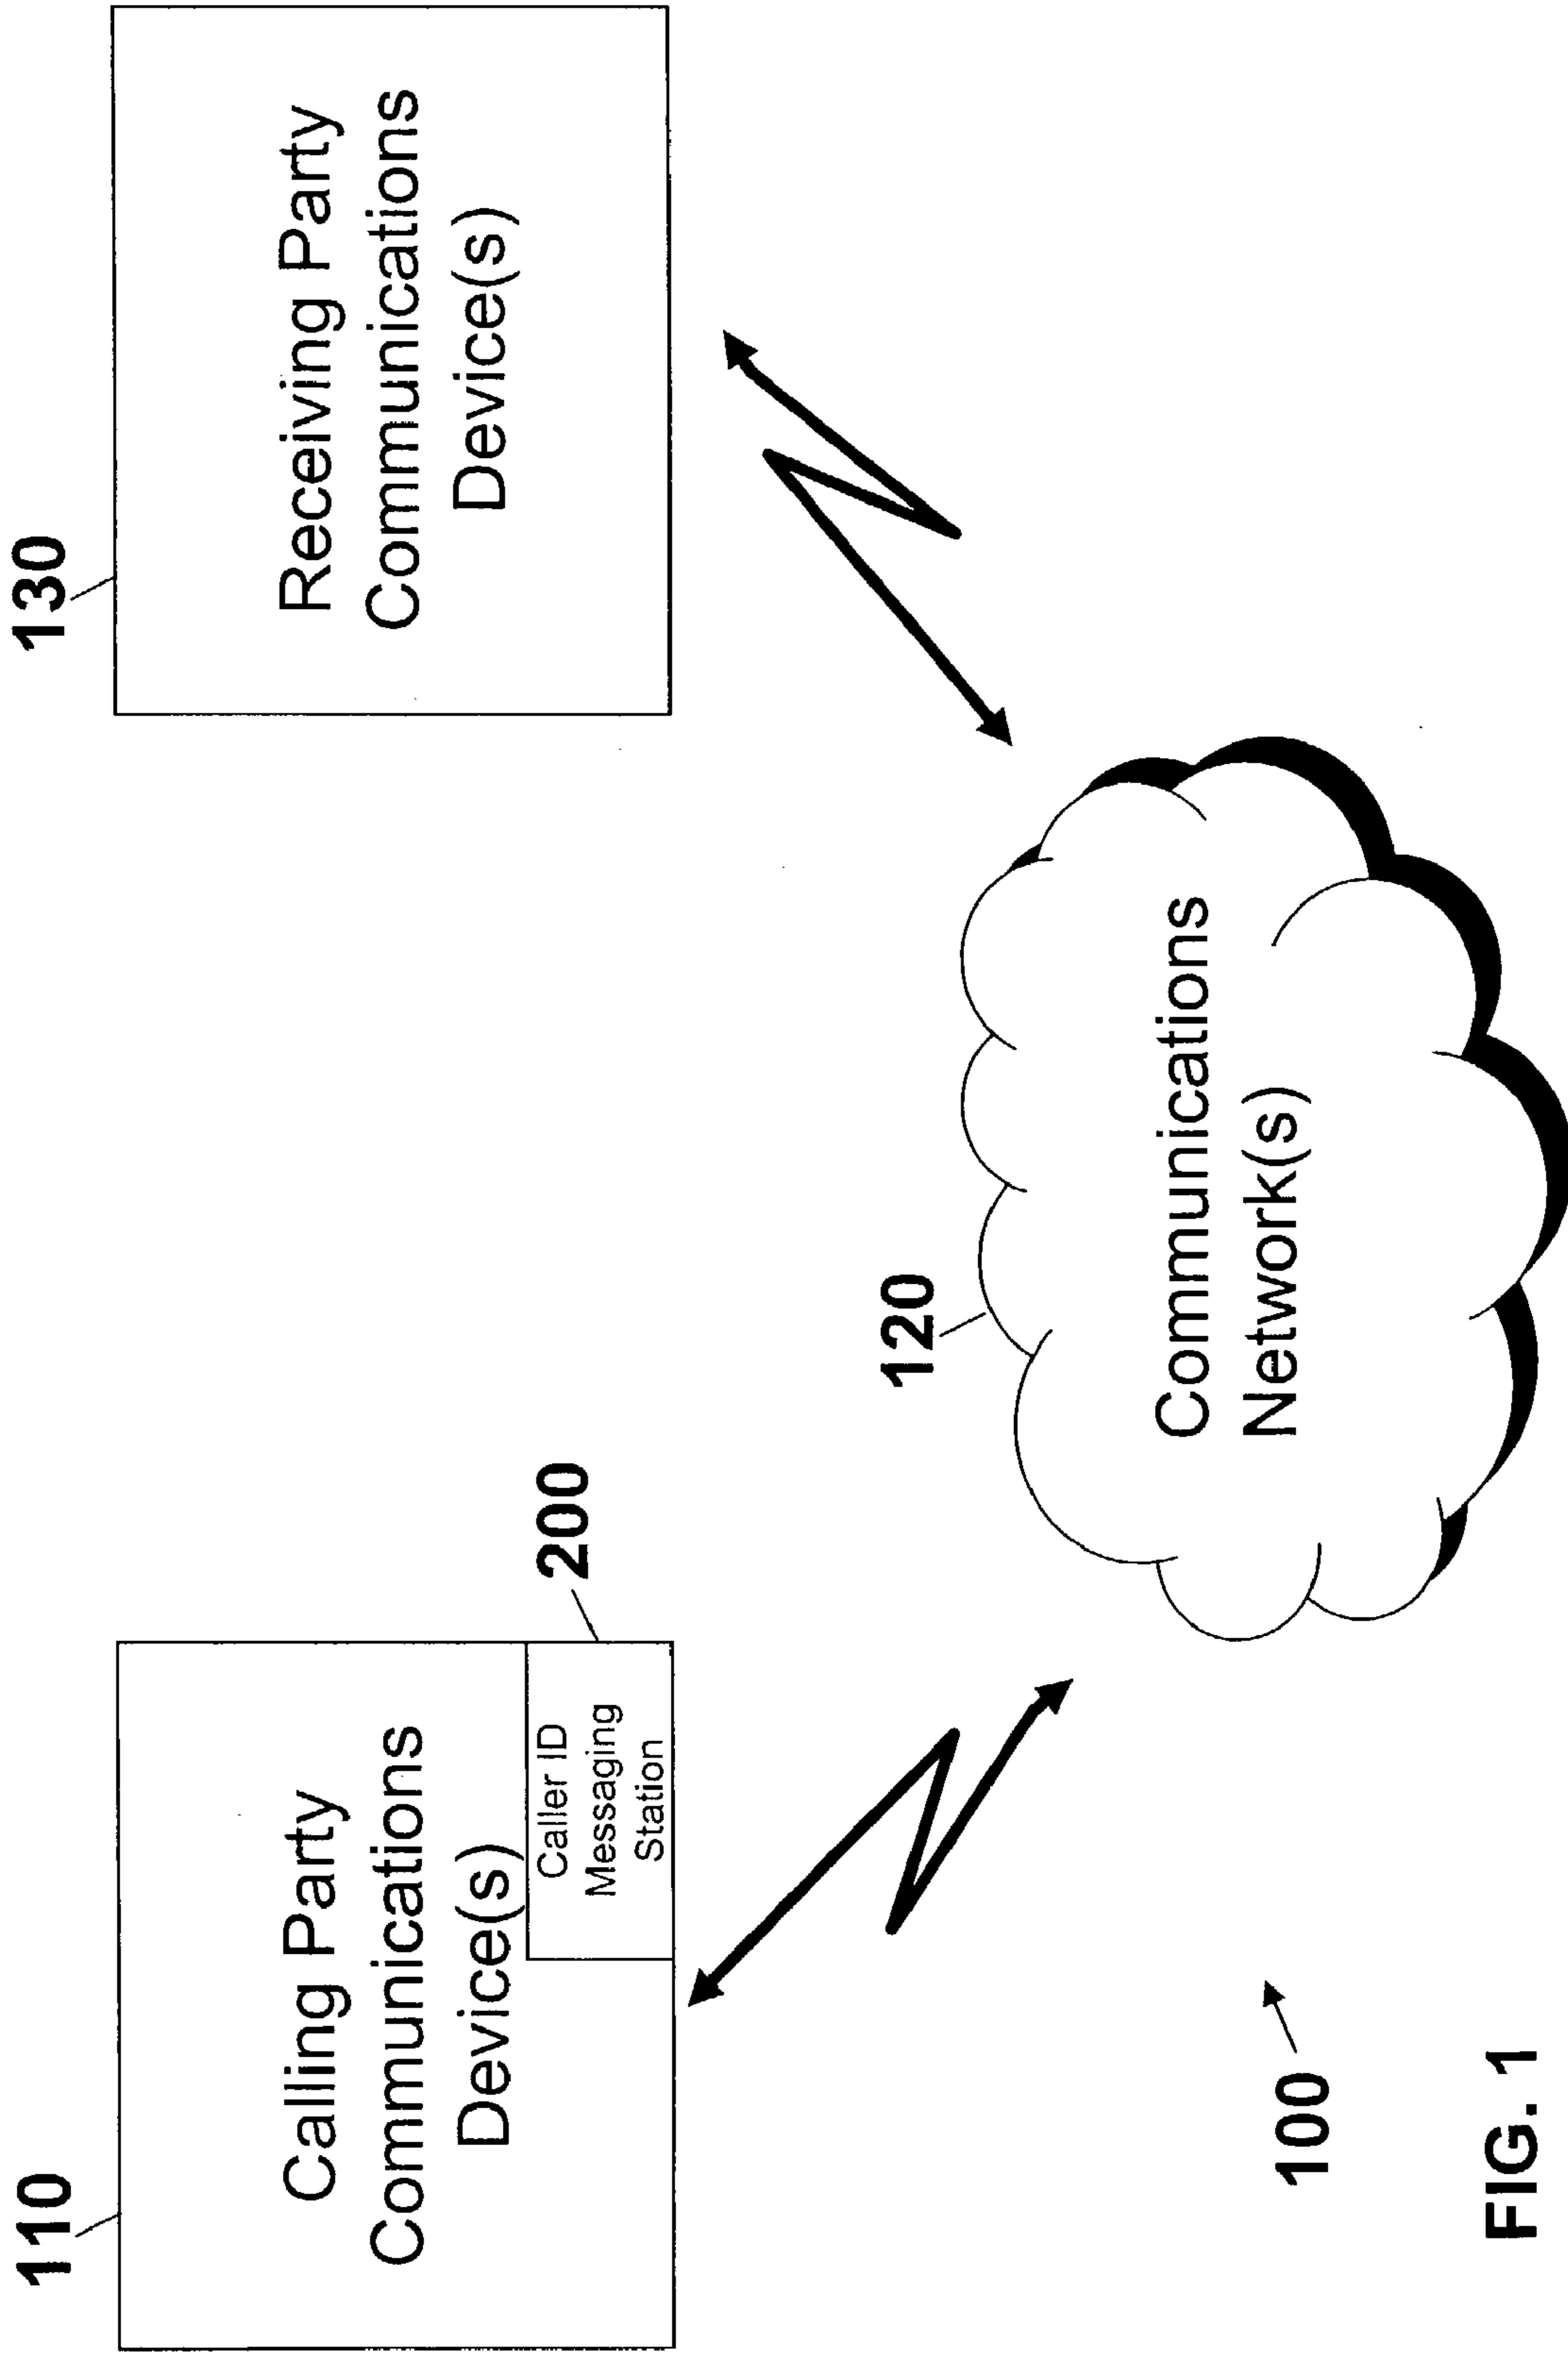 110
Calling Party
Communications
Device(s)
Caller ID
Messaging
Station
200
130
Receiving Party
Communications
Device(s)
120
Communications
Network(s)
100
FIG. 1